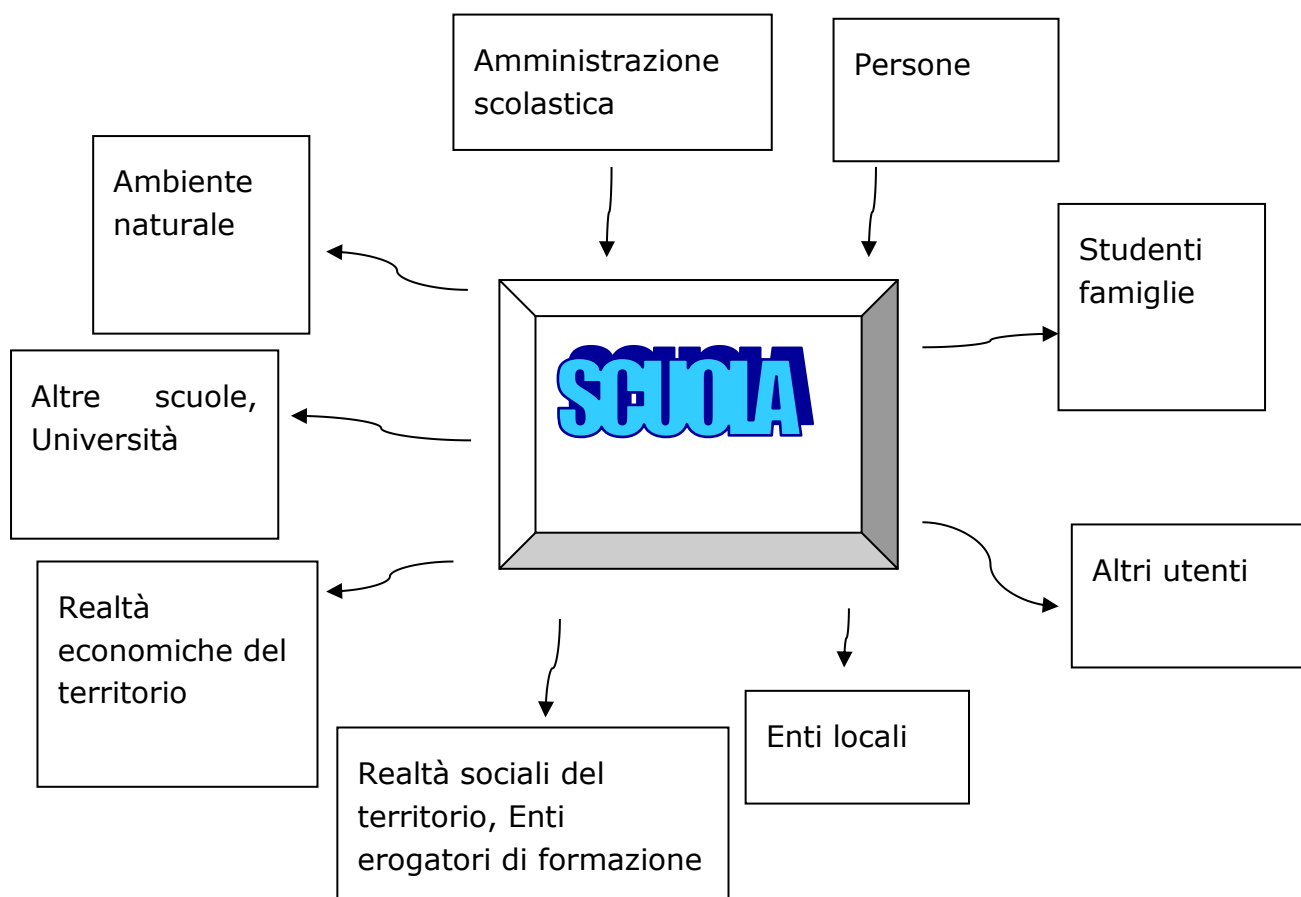 Amministrazione
scolastica
Persone
Ambiente
naturale
Studenti
famiglie
SCUOLA
Altre scuole,
Università
Altri utenti
Realtà
economiche del
territorio
Enti locali
Realtà sociali del
territorio, Enti
erogatori di formazione